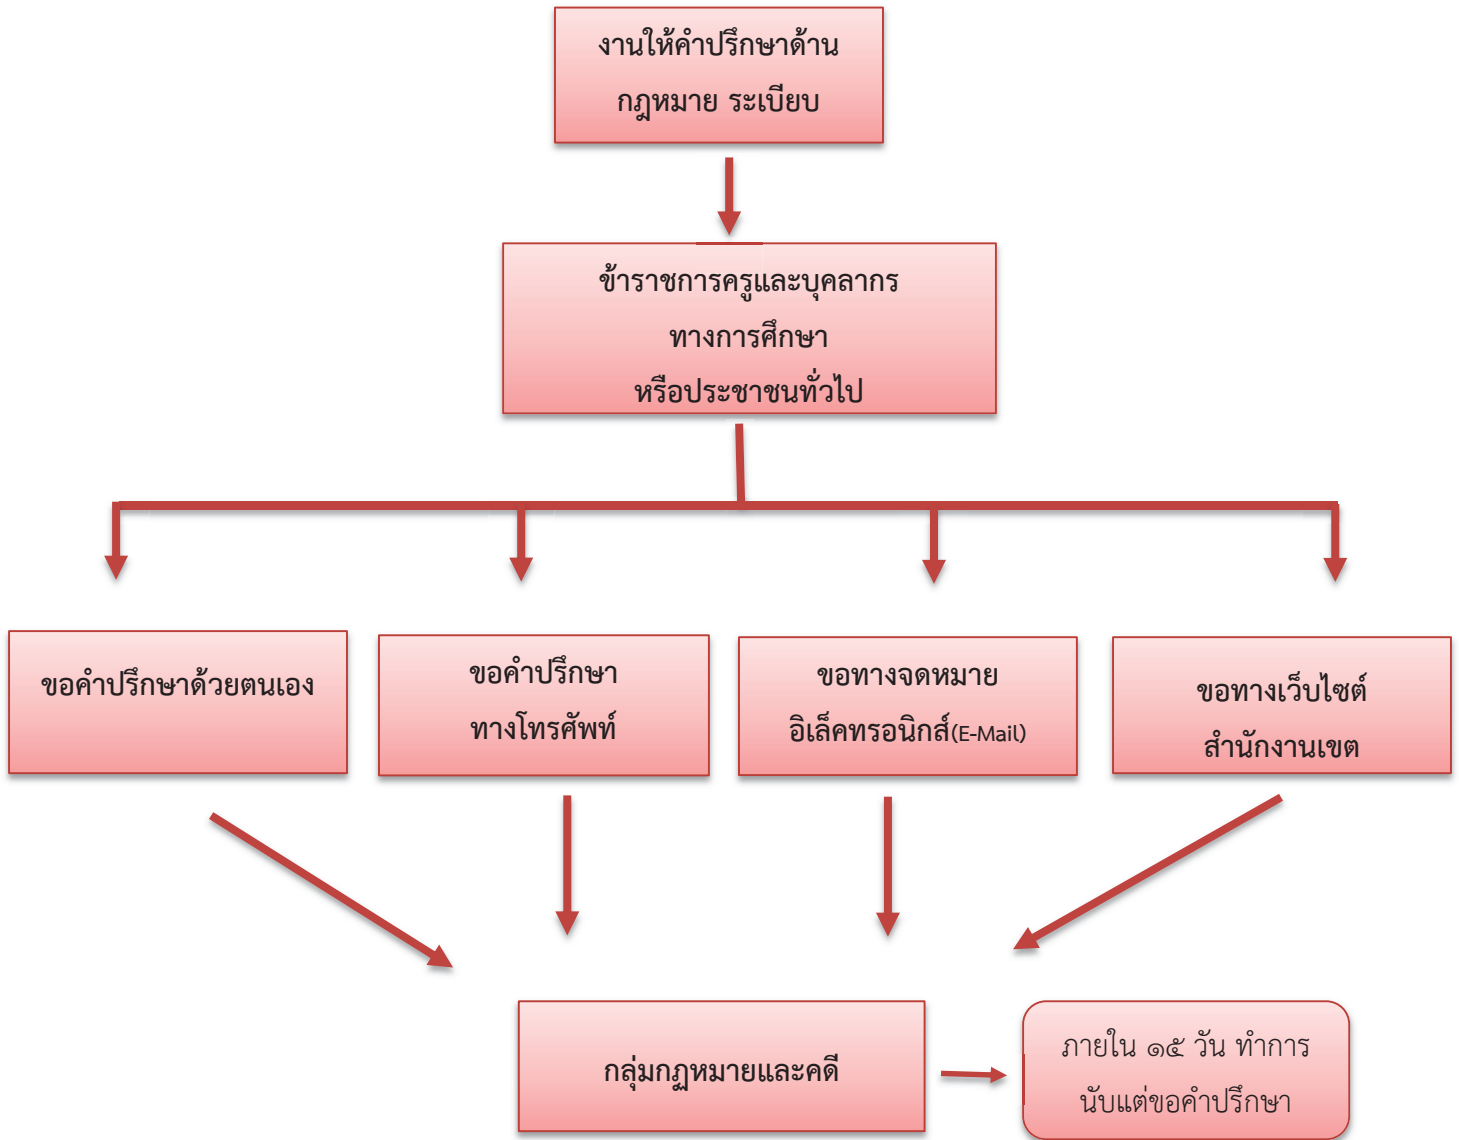 งานให้คำปรึกษาด้าน
กฎหมาย ระเบียบ
ข้าราชการครูและบุคลากร
ทางการศึกษา
หรือประชาชนทั่วไป
ขอคำปรึกษาด้วยตนเอง
ขอคำปรึกษา
ทางโทรศัพท์
ขอทางจดหมาย
อิเล็คทรอนิกส์(E-Mail)
ขอทางเว็บไซต์
สำนักงานเขต
กลุ่มกฏหมายและคดี
ภายใน ๑๕ วัน ทำการ
นับแต่ขอคำปรึกษา